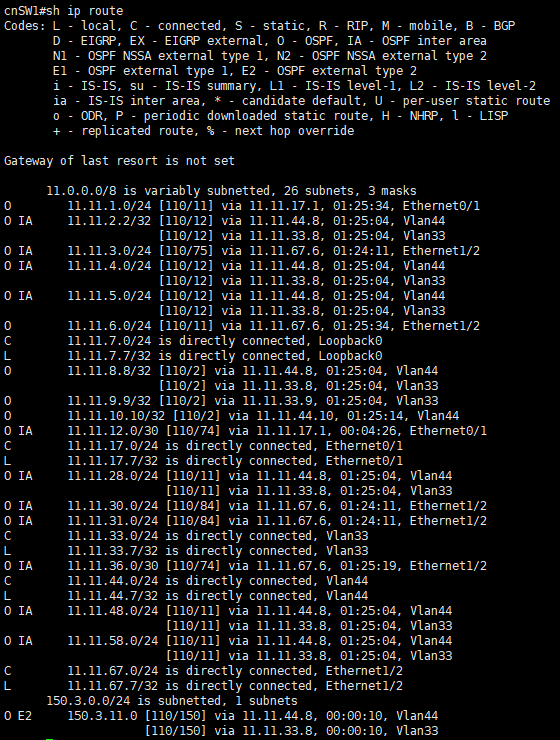 cnSW1#sh ip route
Codes: L - local, C - connected, S - static, R - RIP, M - mobile, B - BGP
       D - EIGRP, EX - EIGRP external, O - OSPF, IA - OSPF inter area
       N1 - OSPF NSSA external type 1, N2 - OSPF NSSA external type 2
       E1 - OSPF external type 1, E2 - OSPF external type 2
       i - IS-IS, su - IS-IS summary, L1 - IS-IS level-1, L2 - IS-IS level-2
       ia - IS-IS inter area, * - candidate default, U - per-user static route
       o - ODR, P - periodic downloaded static route, H - NHRP, l - LISP
       + - replicated route, % - next hop override
Gateway of last resort is not set
      11.0.0.0/8 is variably subnetted, 26 subnets, 3 masks
O        11.11.1.0/24 [110/11] via 11.11.17.1, 01:25:34, Ethernet0/1
O IA     11.11.2.2/32 [110/12] via 11.11.44.8, 01:25:04, Vlan44
                      [110/12] via 11.11.33.8, 01:25:04, Vlan33
O IA     11.11.3.0/24 [110/75] via 11.11.67.6, 01:24:11, Ethernet1/2
O IA     11.11.4.0/24 [110/12] via 11.11.44.8, 01:25:04, Vlan44
                      [110/12] via 11.11.33.8, 01:25:04, Vlan33
O IA     11.11.5.0/24 [110/12] via 11.11.44.8, 01:25:04, Vlan44
                      [110/12] via 11.11.33.8, 01:25:04, Vlan33
O        11.11.6.0/24 [110/11] via 11.11.67.6, 01:25:34, Ethernet1/2
C        11.11.7.0/24 is directly connected, Loopback0
L        11.11.7.7/32 is directly connected, Loopback0
O        11.11.8.8/32 [110/2] via 11.11.44.8, 01:25:04, Vlan44
                      [110/2] via 11.11.33.8, 01:25:04, Vlan33
O        11.11.9.9/32 [110/2] via 11.11.33.9, 01:25:04, Vlan33
O        11.11.10.10/32 [110/2] via 11.11.44.10, 01:25:14, Vlan44
O IA     11.11.12.0/30 [110/74] via 11.11.17.1, 00:04:26, Ethernet0/1
C        11.11.17.0/24 is directly connected, Ethernet0/1
L        11.11.17.7/32 is directly connected, Ethernet0/1
O IA     11.11.28.0/24 [110/11] via 11.11.44.8, 01:25:04, Vlan44
                       [110/11] via 11.11.33.8, 01:25:04, Vlan33
O IA     11.11.30.0/24 [110/84] via 11.11.67.6, 01:24:11, Ethernet1/2
O IA     11.11.31.0/24 [110/84] via 11.11.67.6, 01:24:11, Ethernet1/2
C        11.11.33.0/24 is directly connected, Vlan33
L        11.11.33.7/32 is directly connected, Vlan33
O IA     11.11.36.0/30 [110/74] via 11.11.67.6, 01:25:19, Ethernet1/2
C        11.11.44.0/24 is directly connected, Vlan44
L        11.11.44.7/32 is directly connected, Vlan44
O IA     11.11.48.0/24 [110/11] via 11.11.44.8, 01:25:04, Vlan44
                       [110/11] via 11.11.33.8, 01:25:04, Vlan33
O IA     11.11.58.0/24 [110/11] via 11.11.44.8, 01:25:04, Vlan44
                       [110/11] via 11.11.33.8, 01:25:04, Vlan33
C        11.11.67.0/24 is directly connected, Ethernet1/2
L        11.11.67.7/32 is directly connected, Ethernet1/2
      150.3.0.0/24 is subnetted, 1 subnets
O E2     150.3.11.0 [110/150] via 11.11.44.8, 00:00:10, Vlan44
                    [110/150] via 11.11.33.8, 00:00:10, Vlan33